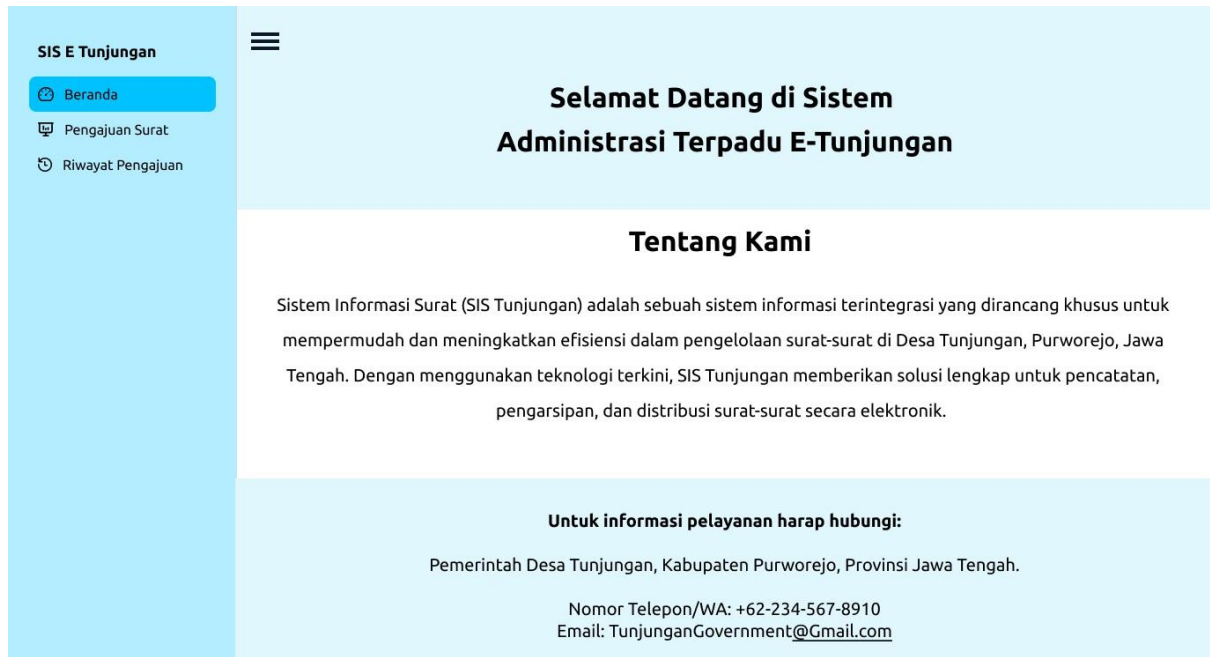 SIS E Tunjungan
Beranda
Pengajuan Surat
Riwayat Pengajuan
Selamat Datang di Sistem
Administrasi Terpadu E-Tunjungan
Tentang Kami
Sistem Informasi Surat (SIS Tunjungan) adalah sebuah sistem informasi terintegrasi yang dirancang khusus untuk
mempermudah dan meningkatkan efisiensi dalam pengelolaan surat-surat di Desa Tunjungan, Purworejo, Jawa
Tengah. Dengan menggunakan teknologi terkini, SIS Tunjungan memberikan solusi lengkap untuk pencatatan,
pengarsipan, dan distribusi surat-surat secara elektronik.
Untuk informasi pelayanan harap hubungi:
Pemerintah Desa Tunjungan, Kabupaten Purworejo, Provinsi Jawa Tengah.
Nomor Telepon/WA: +62-234-567-8910
Email: TunjunganGovernment@Gmail.com